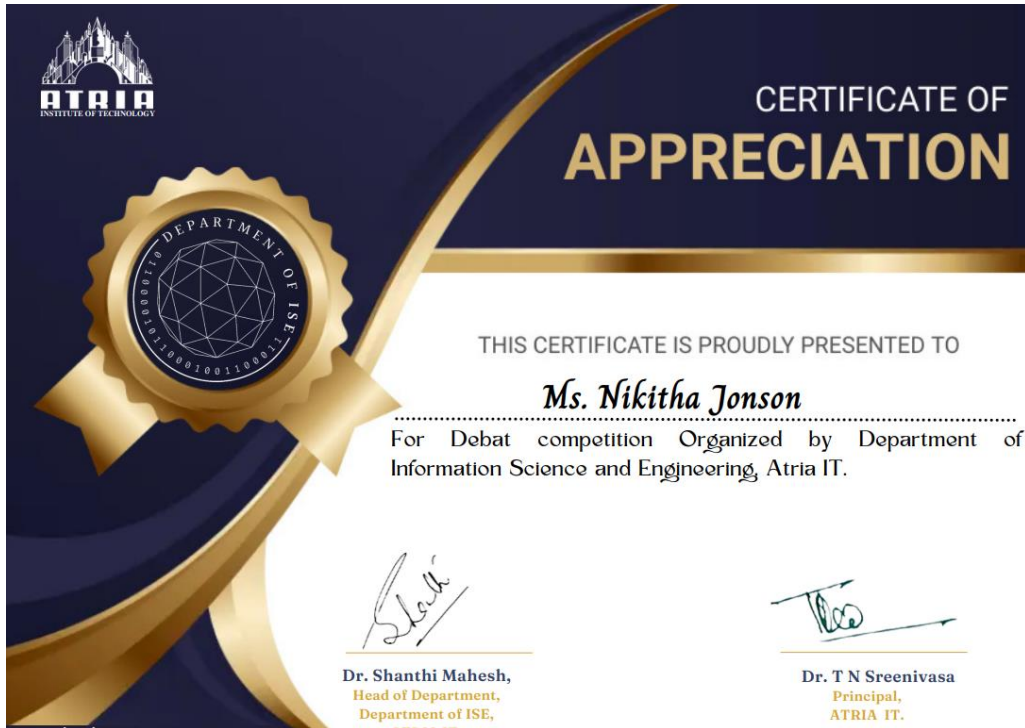 ATRIA
INSTITUTE OF TECHNOLOGY
CERTIFICATE OF
APPRECIATION
DEPARTMENT OF ISE
011000010110001001100011
THIS CERTIFICATE IS PROUDLY PRESENTED TO
Ms. Nikitha Jonson
For Debat competition Organized by Department of
Information Science and Engineering, Atria IT.
Dr. Shanthi Mahesh,
Head of Department,
Department of ISE,
Dr. T N Sreenivasa
Principal,
ATRIA IT.